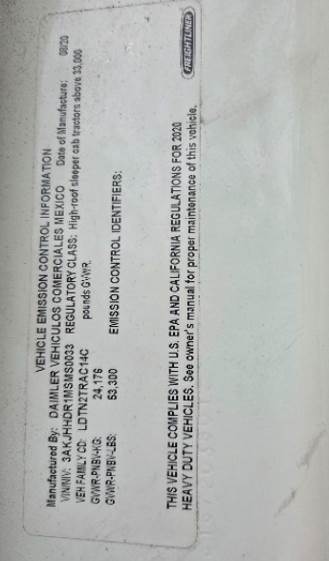 VEHICLE EMISSION CONTROL INFORMATION
Manufactured By: DAIMLER VEHICULOS COMERCIALES MEXICO Date of Manufacture: 08/20
VIN/NIV: 3AKJHHDR1MSMS0033 REGULATORY CLASS: High-roof sleeper cab tractors above 33,000
VEH FAMILY CD: LDTN2TRAC14C pounds GVWR.
GVWR-PNBV-KG: 24,176
GVWR-PNBV-LBS: 53,300 EMISSION CONTROL IDENTIFIERS:
THIS VEHICLE COMPLIES WITH U.S. EPA AND CALIFORNIA REGULATIONS FOR 2020
HEAVY DUTY VEHICLES. See owner's manual for proper maintenance of this vehicle.
FREIGHTLINER